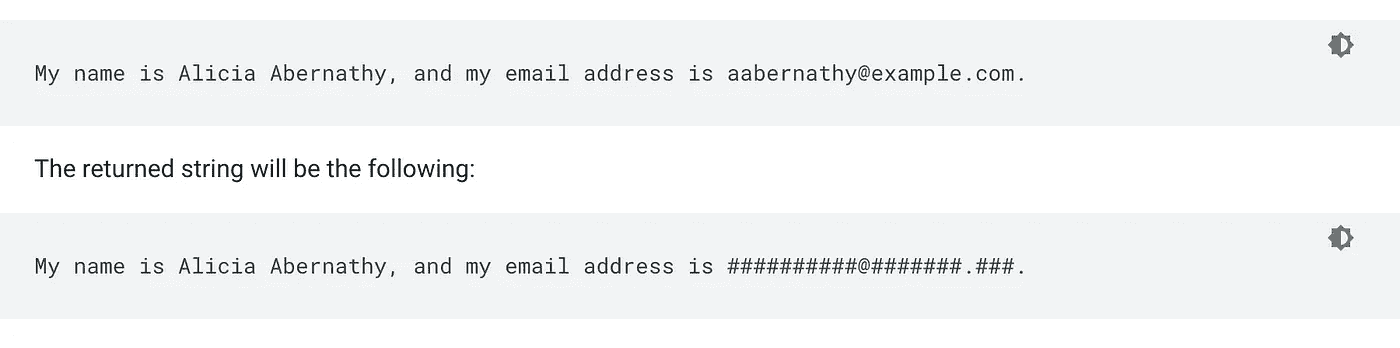 My name is Alicia Abernathy, and my email address is aabernathy@example.com.
The returned string will be the following:
My name is Alicia Abernathy, and my email address is ##########@#######.###.